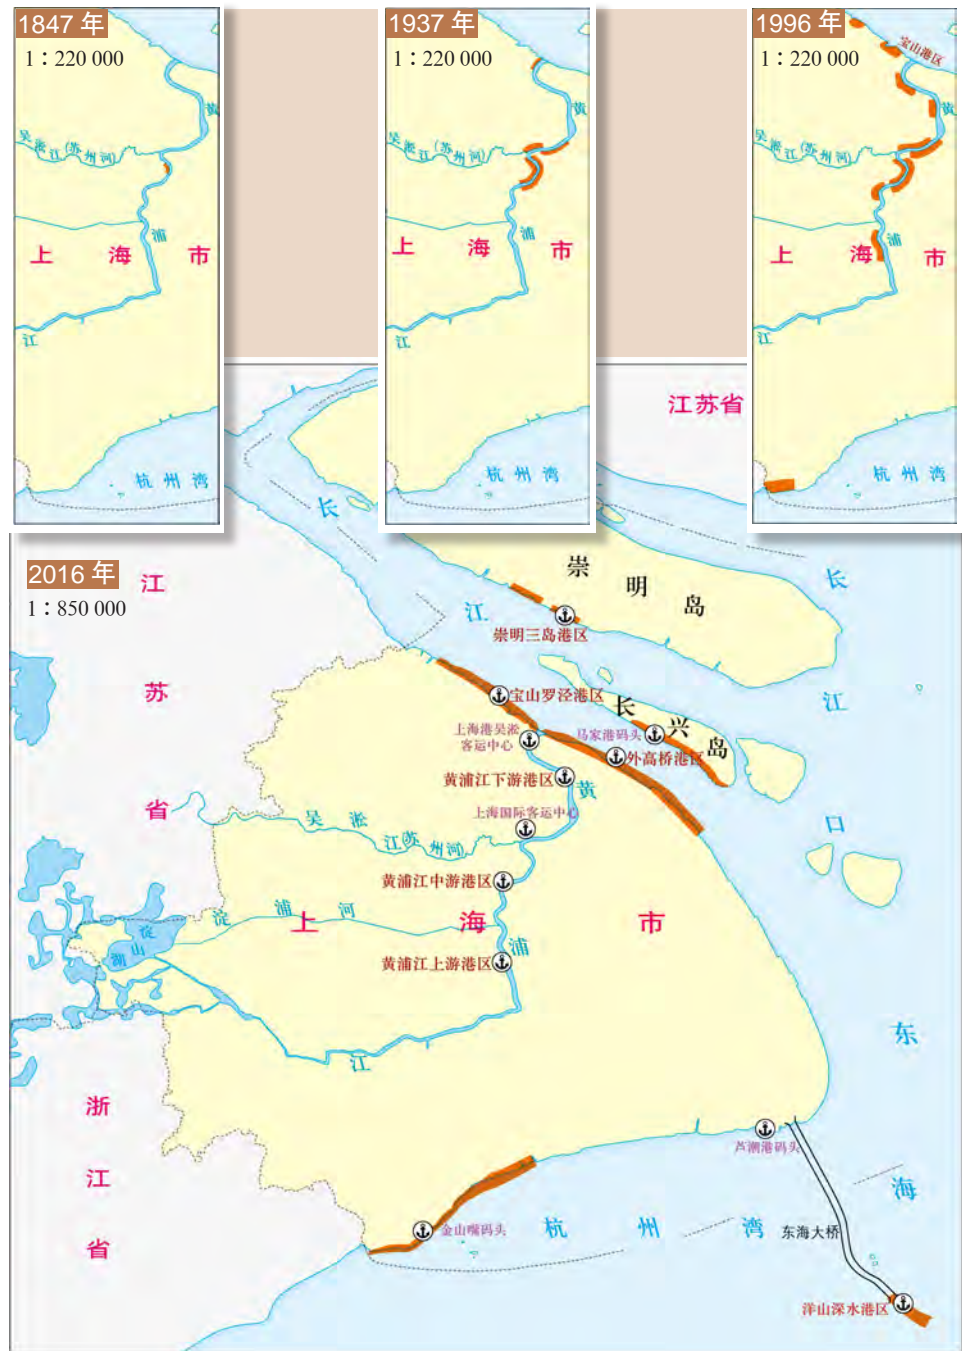 1847 年
1：220 000
黄
吴淞江(苏州河)
浦
上海市
江
杭州湾
1937 年
1：220 000
黄
吴淞江(苏州河)
浦
上海市
江
杭州湾
1996 年
1：220 000
宝山港区
黄
吴淞江(苏州河)
浦
上海市
江
杭州湾
2016 年
1：850 000
江苏省
江苏省
长江
崇明岛
长江口
崇明三岛港区
宝山罗泾港区
长兴岛
上海港吴淞
客运中心
马家港码头
外高桥港区
黄浦江下游港区
黄
上海国际客运中心
吴淞江(苏州河)
黄浦江中游港区
淀浦河
上海市
淀山湖
浦
黄浦江上游港区
江
东海
浙江省
芦潮港码头
金山嘴码头
杭州湾
东海大桥
洋山深水港区